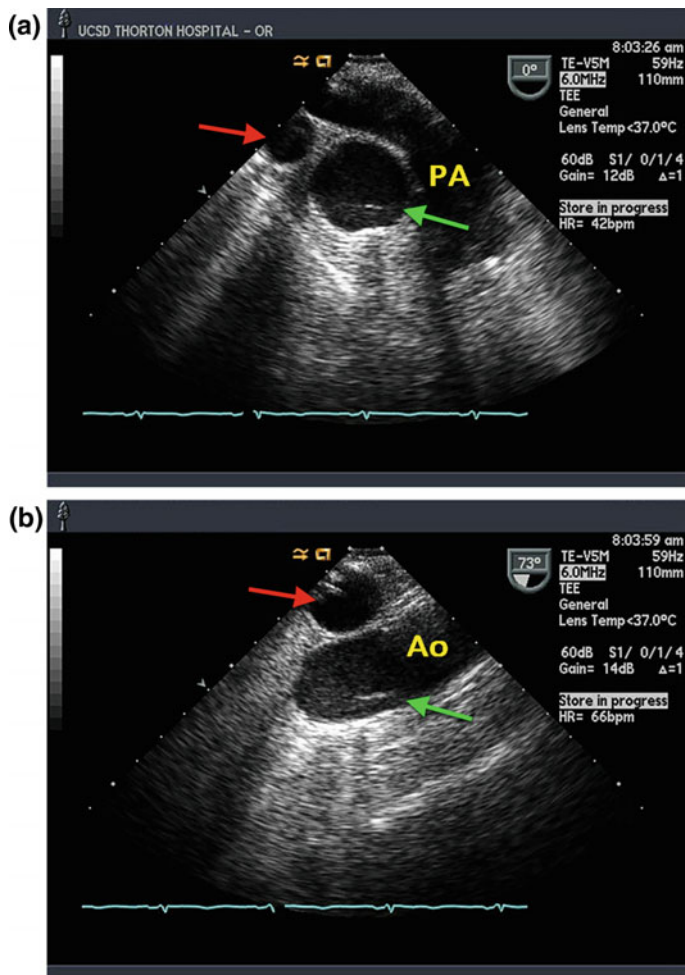 (a)
UCSD THORTON HOSPITAL - OR
8:03:26 am
0°
TE-V5M 59Hz
6.0MHz 110mm
TEE
General
Lens Temp<37.0°C
60dB S1/ 0/1/4
Gain= 12dB Δ=1
Store in progress
HR= 42bpm
PA
(b)
8:03:59 am
73°
TE-V5M 59Hz
6.0MHz 110mm
TEE
General
Lens Temp<37.0°C
60dB S1/ 0/1/4
Gain= 14dB Δ=1
Store in progress
HR= 66bpm
Ao